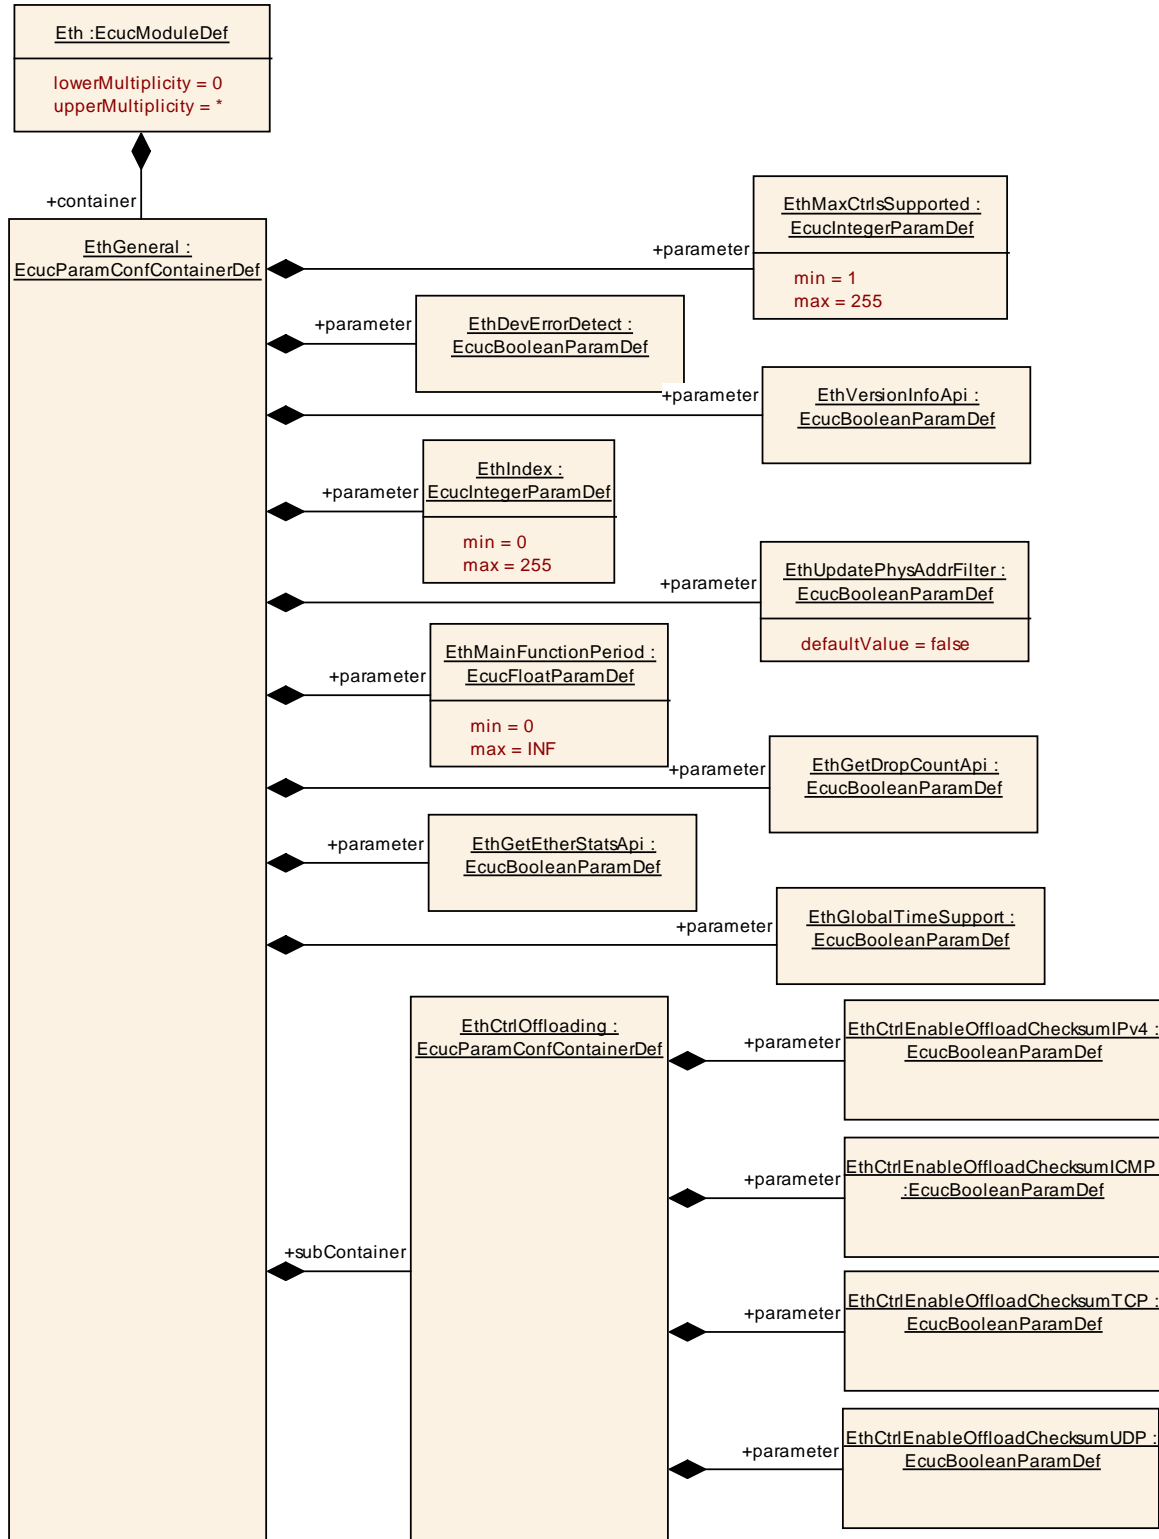 Eth :EcucModuleDef
lowerMultiplicity = 0
upperMultiplicity = *
+container
EthGeneral :
EcucParamConfContainerDef
+parameter
EthMaxCtrlsSupported :
EcucIntegerParamDef
min = 1
max = 255
+parameter
EthDevErrorDetect :
EcucBooleanParamDef
+parameter
EthVersionInfoApi :
EcucBooleanParamDef
+parameter
EthIndex :
EcucIntegerParamDef
min = 0
max = 255
+parameter
EthUpdatePhysAddrFilter :
EcucBooleanParamDef
defaultValue = false
+parameter
EthMainFunctionPeriod :
EcucFloatParamDef
min = 0
max = INF
+parameter
EthGetDropCountApi :
EcucBooleanParamDef
+parameter
EthGetEtherStatsApi :
EcucBooleanParamDef
+parameter
EthGlobalTimeSupport :
EcucBooleanParamDef
+subContainer
EthCtrlOffloading :
EcucParamConfContainerDef
+parameter
EthCtrlEnableOffloadChecksumIPv4 :
EcucBooleanParamDef
+parameter
EthCtrlEnableOffloadChecksumICMP
:EcucBooleanParamDef
+parameter
EthCtrlEnableOffloadChecksumTCP :
EcucBooleanParamDef
+parameter
EthCtrlEnableOffloadChecksumUDP :
EcucBooleanParamDef